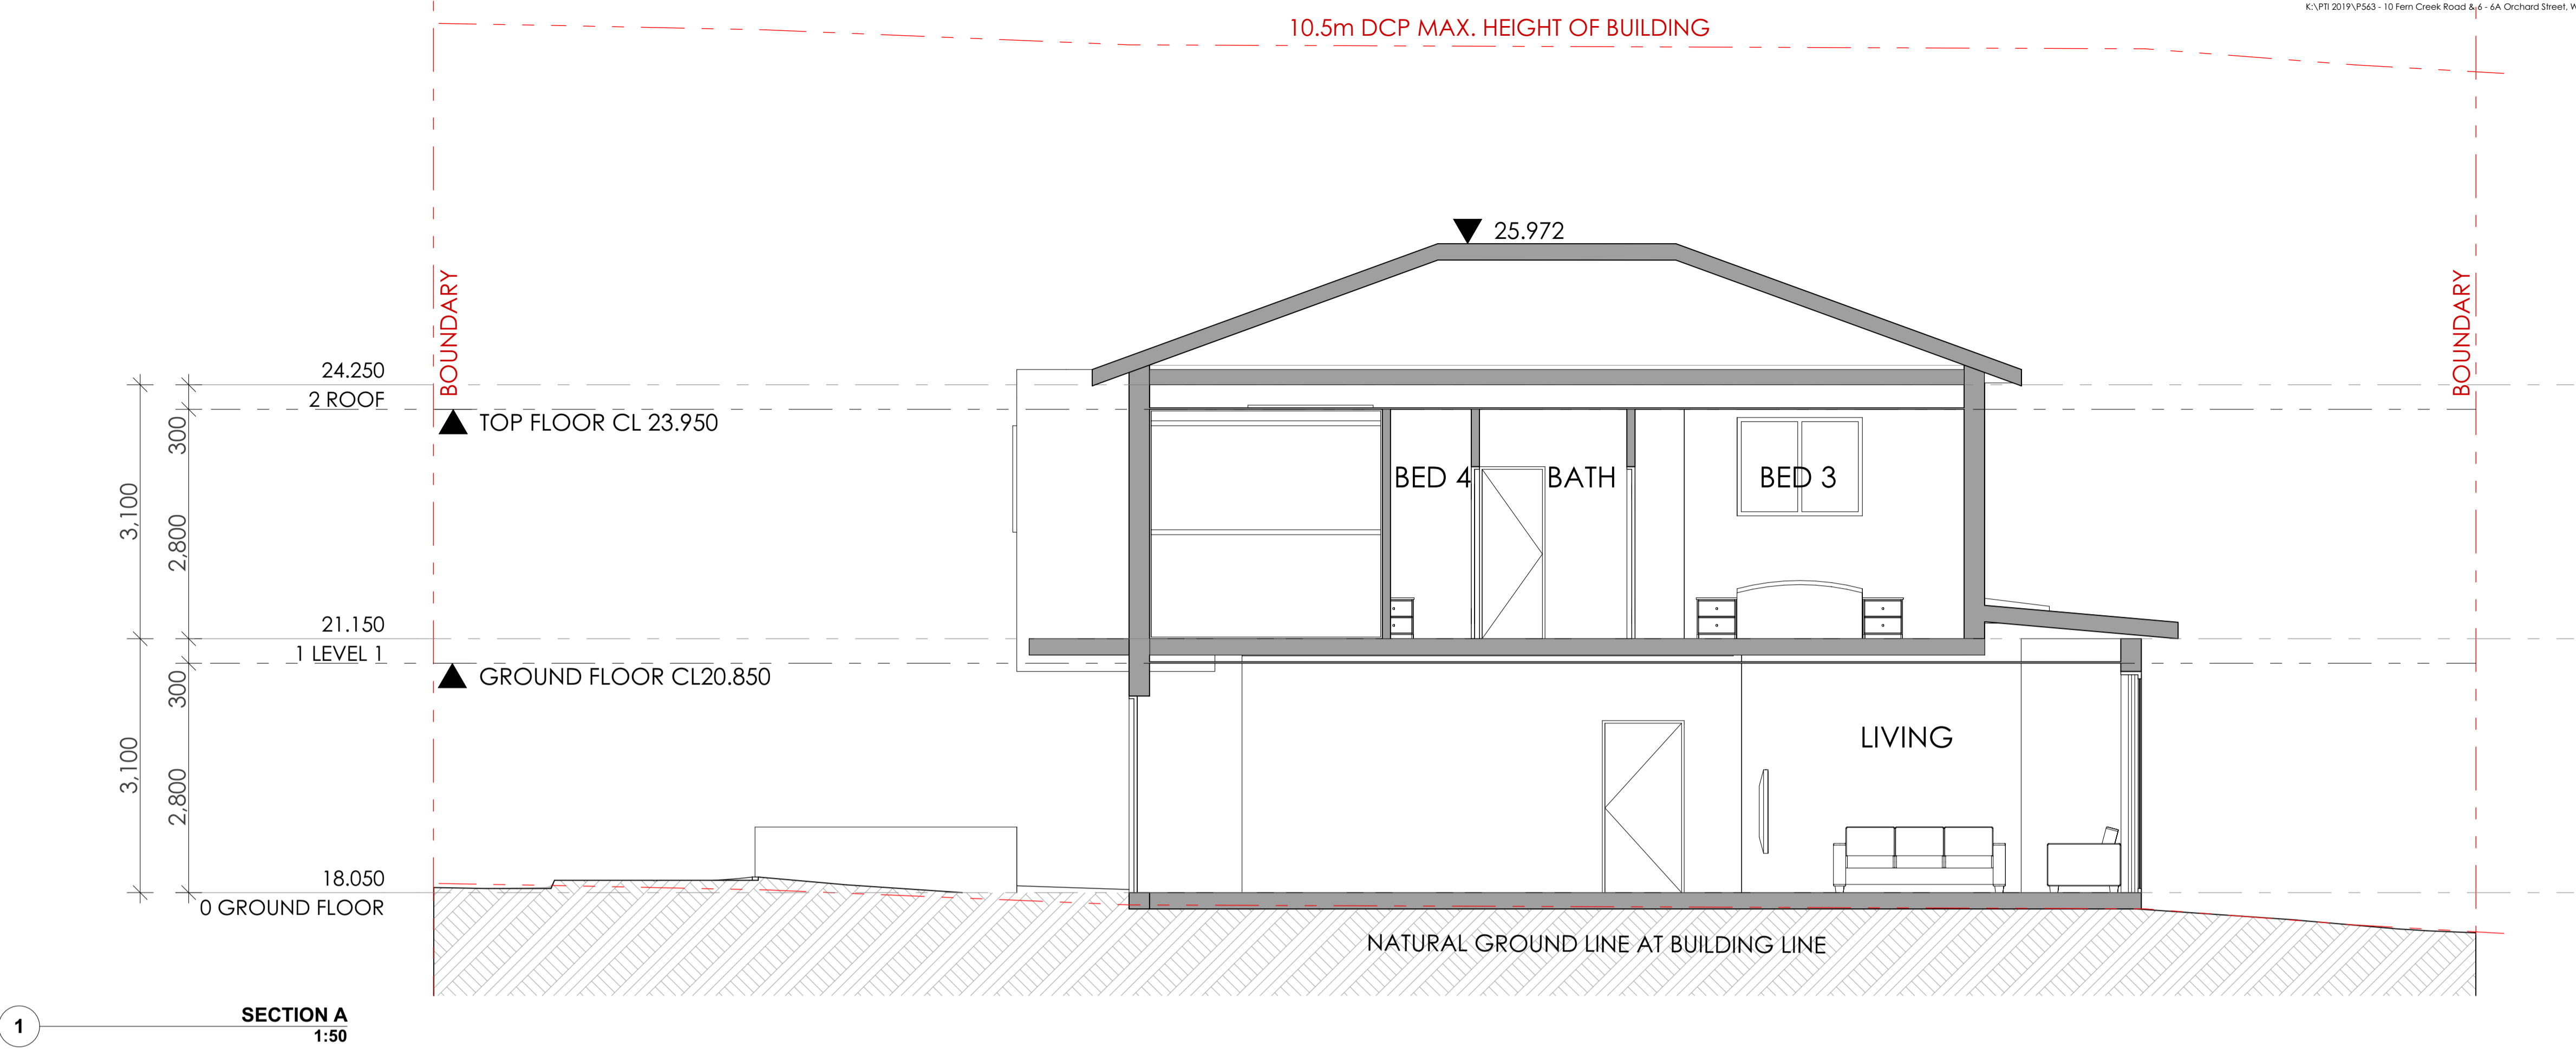 K:\PTI 2019\P563 - 10 Fern Creek Road & 6 - 6A Orchard Street, W
10.5m DCP MAX. HEIGHT OF BUILDING
25.972
BOUNDARY
BOUNDARY
24.250
2 ROOF
TOP FLOOR CL 23.950
300
3,100
2,800
BED 4
BATH
BED 3
21.150
1 LEVEL 1
GROUND FLOOR CL20.850
300
3,100
2,800
LIVING
18.050
0 GROUND FLOOR
NATURAL GROUND LINE AT BUILDING LINE
1
SECTION A
1:50